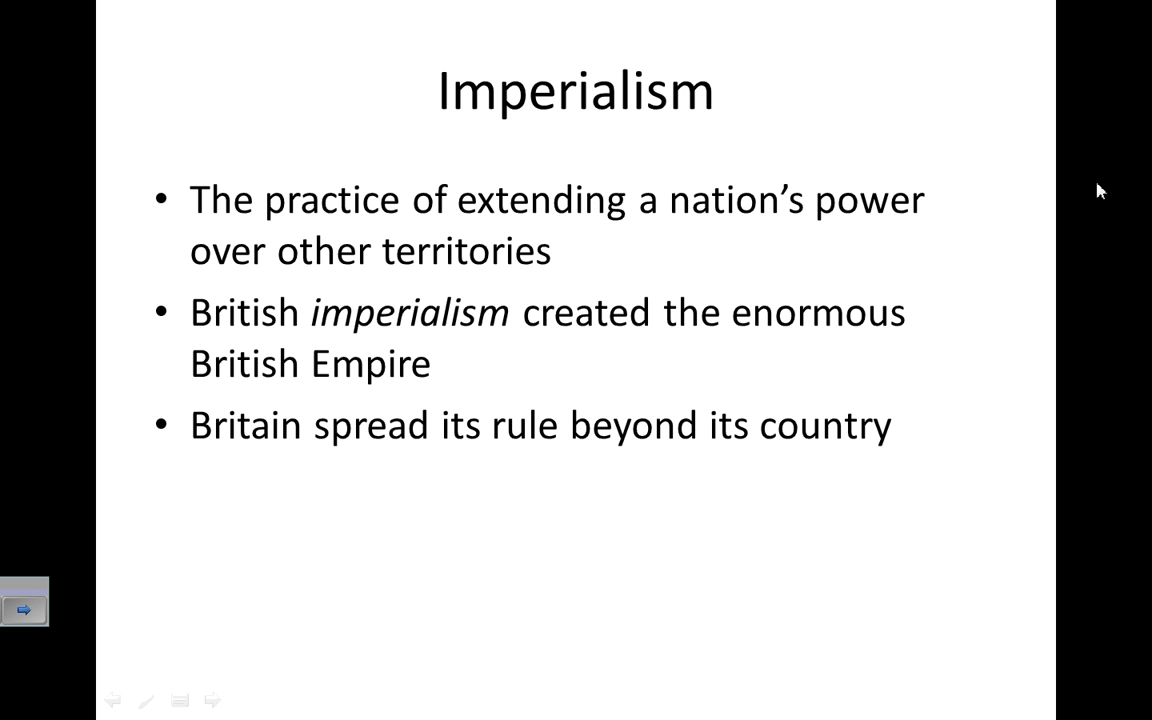 Imperialism
• The practice of extending a nation’s power
over other territories
• British imperialism created the enormous
British Empire
• Britain spread its rule beyond its country